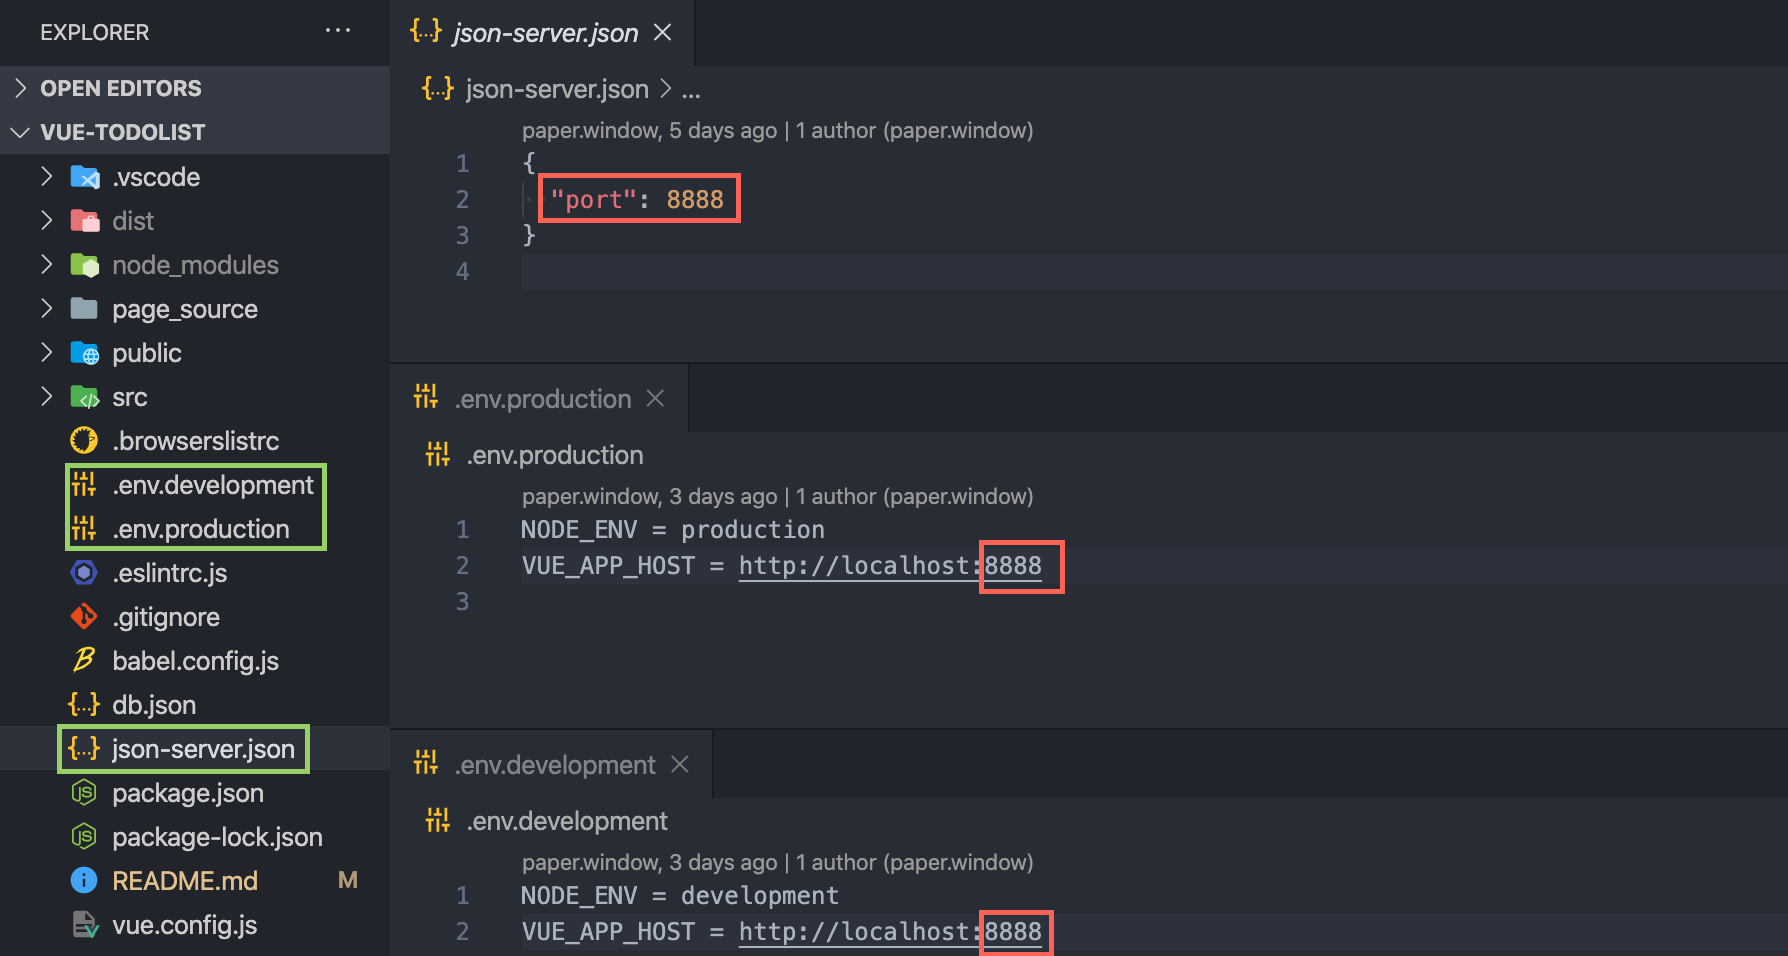 EXPLORER ...
OPEN EDITORS
VUE-TODOLIST
.vscode
dist
node_modules
page_source
public
src
.browserslistrc
.env.development
.env.production
.eslintrc.js
.gitignore
babel.config.js
db.json
json-server.json
package.json
package-lock.json
README.md M
vue.config.js
json-server.json
json-server.json > ...
paper.window, 5 days ago | 1 author (paper.window)
1 {
2 "port": 8888
3 }
4
.env.production
.env.production
paper.window, 3 days ago | 1 author (paper.window)
1 NODE_ENV = production
2 VUE_APP_HOST = http://localhost:8888
3
.env.development
.env.development
paper.window, 3 days ago | 1 author (paper.window)
1 NODE_ENV = development
2 VUE_APP_HOST = http://localhost:8888